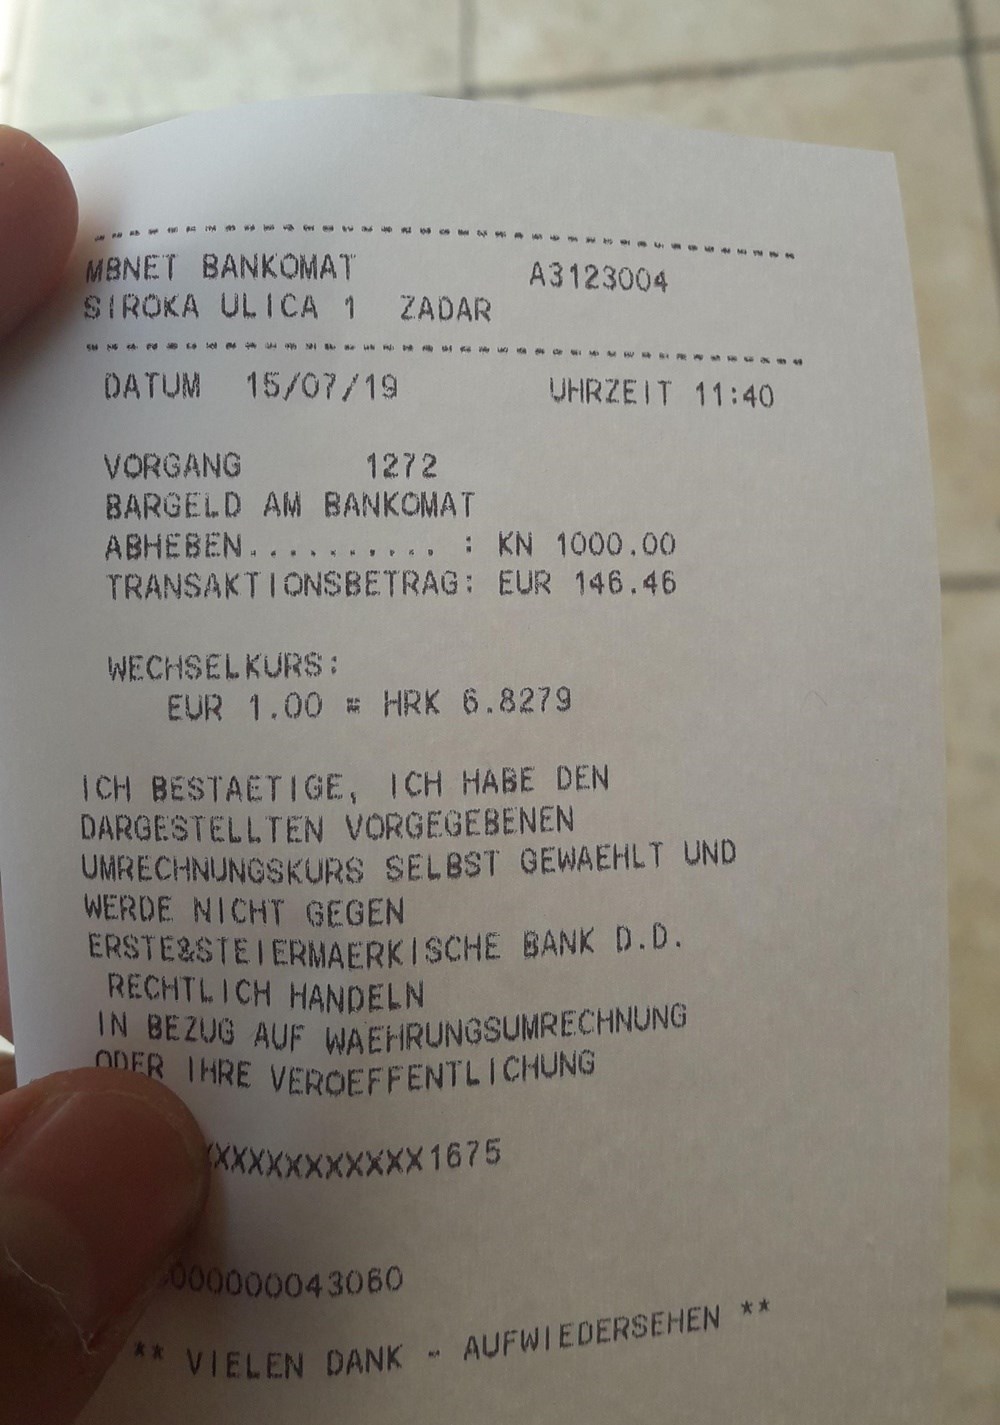 --------------------------------------
MBNET BANKOMAT A3123004
SIROKA ULICA 1 ZADAR
--------------------------------------
DATUM 15/07/19 UHRZEIT 11:40
VORGANG 1272
BARGELD AM BANKOMAT
ABHEBEN.......... : KN 1000.00
TRANSAKTIONSBETRAG: EUR 146.46
WECHSELKURS:
EUR 1.00 = HRK 6.8279
ICH BESTAETIGE, ICH HABE DEN
DARGESTELLTEN VORGEGEBENEN
UMRECHNUNGSKURS SELBST GEWAEHLT UND
WERDE NICHT GEGEN
ERSTE&STEIERMAERKISCHE BANK D.D.
RECHTLICH HANDELN
IN BEZUG AUF WAEHRUNGSUMRECHNUNG
ODER IHRE VEROEFFENTLICHUNG
XXXXXXXXXXXX1675
000000043060
** VIELEN DANK - AUFWIEDERSEHEN **